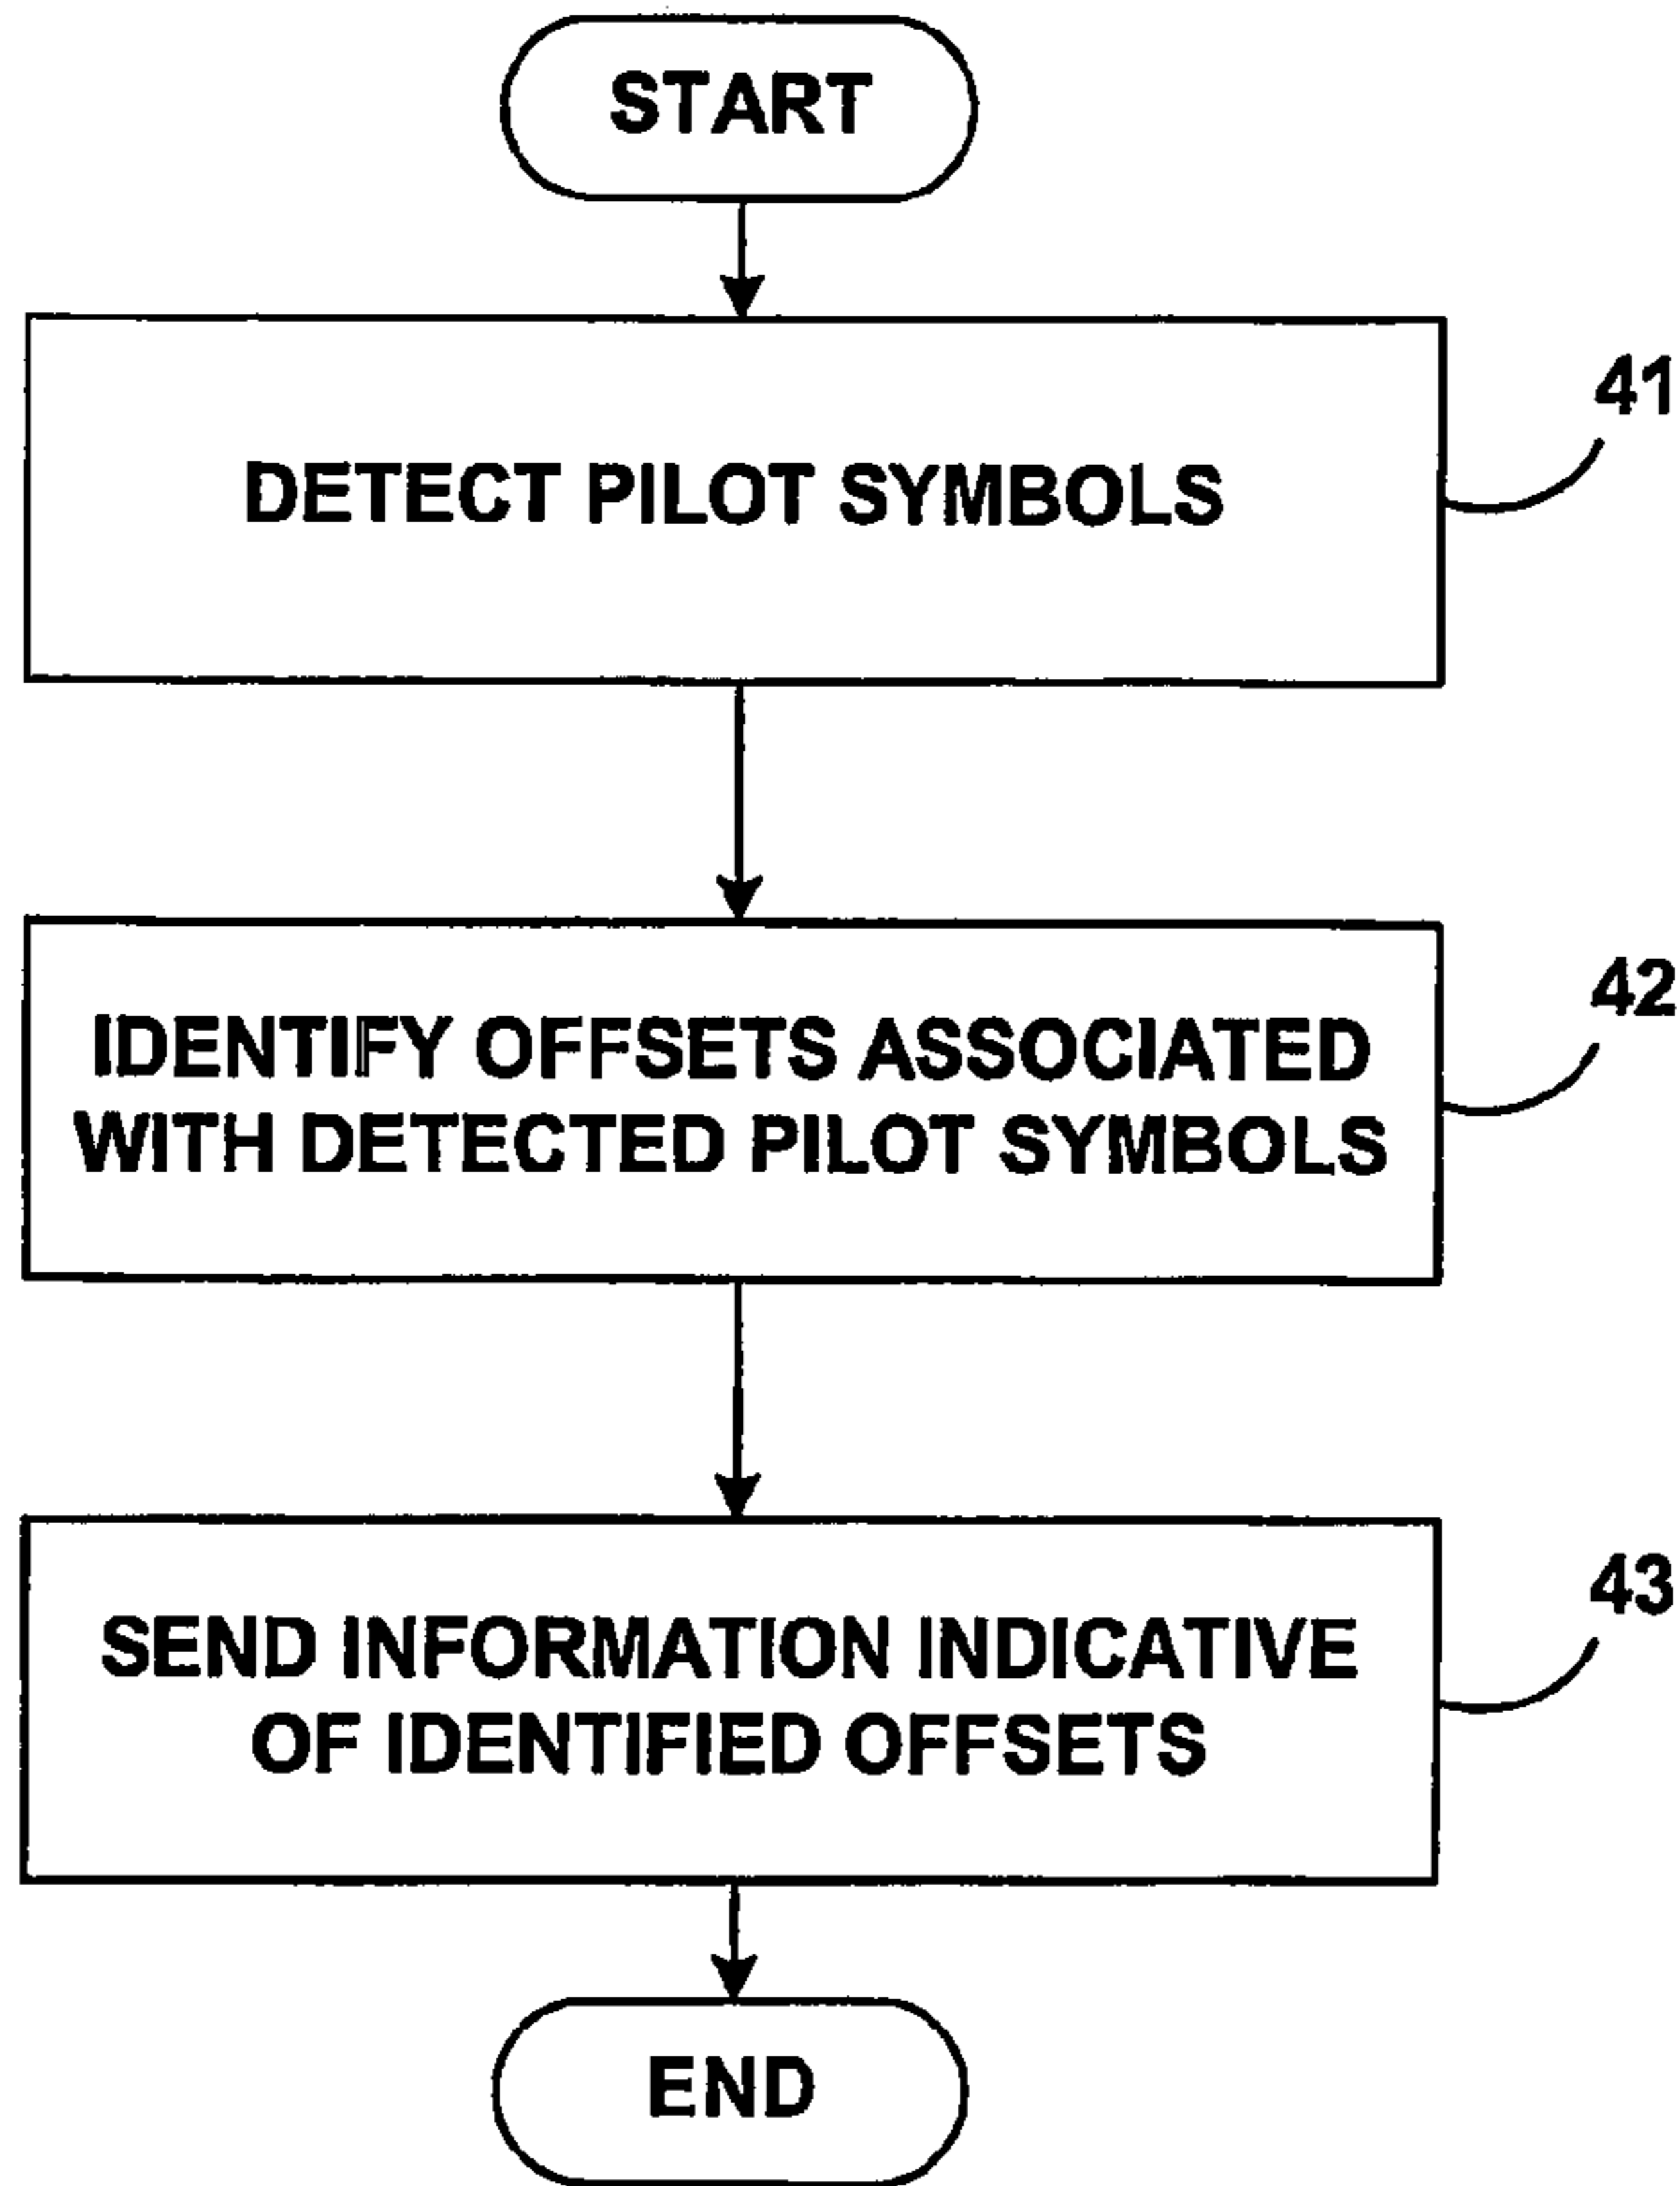 START
DETECT PILOT SYMBOLS
41
IDENTIFY OFFSETS ASSOCIATED
WITH DETECTED PILOT SYMBOLS
42
SEND INFORMATION INDICATIVE
OF IDENTIFIED OFFSETS
43
END